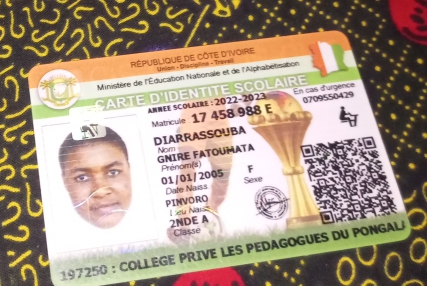 RÉPUBLIQUE DE CÔTE D'IVOIRE
Union - Discipline - Travail
Ministère de l'Éducation Nationale et de l'Alphabétisation
CARTE D'IDENTITE SCOLAIRE
ANNEE SCOLAIRE : 2022-2023
En cas d'urgence
0709550429
Matricule 17 458 988 E
DIARRASSOUBA
Nom
GNIRE FATOUMATA
Prénom(s)
01/01/2005 F
Date Naiss Sexe
PINVORO
Lieu Naiss
2NDE A
Classe
197250 : COLLEGE PRIVE LES PEDAGOGUES DU PONGALA